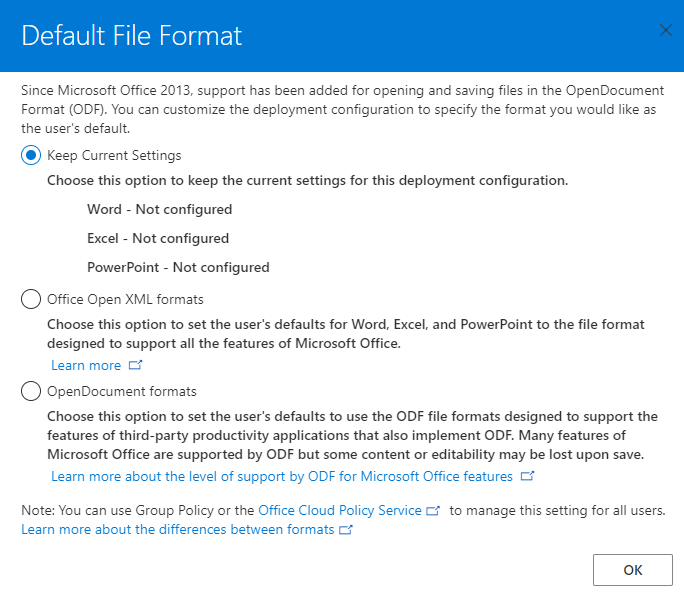 Default File Format
Since Microsoft Office 2013, support has been added for opening and saving files in the OpenDocument
Format (ODF). You can customize the deployment configuration to specify the format you would like as
the user's default.
Keep Current Settings
Choose this option to keep the current settings for this deployment configuration.
Word - Not configured
Excel - Not configured
PowerPoint - Not configured
Office Open XML formats
Choose this option to set the user's defaults for Word, Excel, and PowerPoint to the file format
designed to support all the features of Microsoft Office.
Learn more
OpenDocument formats
Choose this option to set the user's defaults to use the ODF file formats designed to support the
features of third-party productivity applications that also implement ODF. Many features of
Microsoft Office are supported by ODF but some content or editability may be lost upon save.
Learn more about the level of support by ODF for Microsoft Office features
Note: You can use Group Policy or the Office Cloud Policy Service to manage this setting for all users.
Learn more about the differences between formats
OK